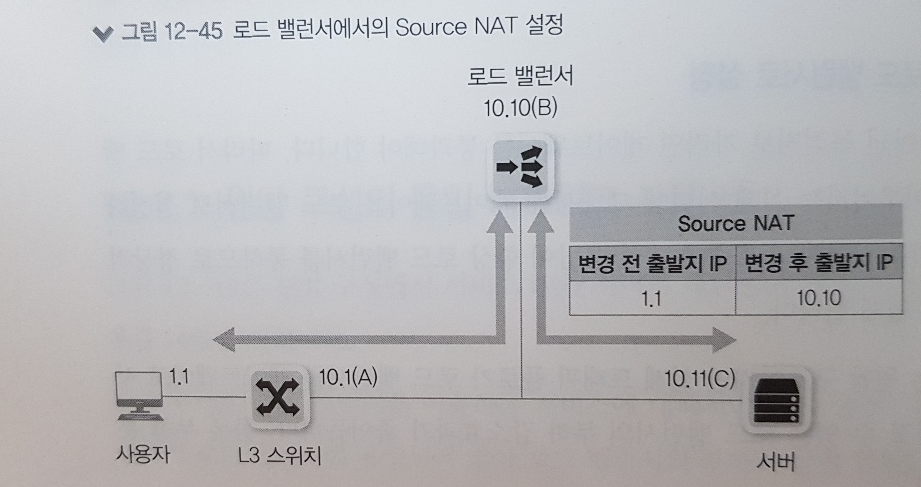 그림 12-45 로드 밸런서에서의 Source NAT 설정
로드 밸런서
10.10(B)
Source NAT
변경 전 출발지 IP 변경 후 출발지 IP
1.1 10.10
1.1
10.1(A)
10.11(C)
사용자
L3 스위치
서버